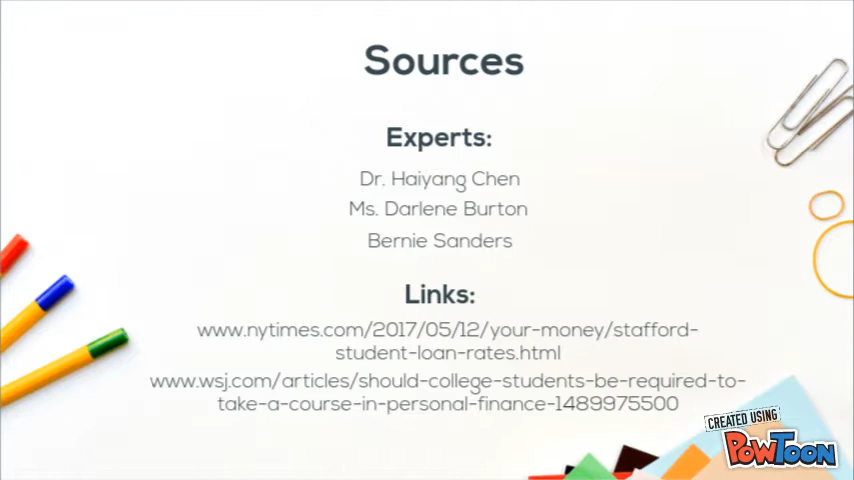 Sources
Experts:
Dr. Haiyang Chen
Ms. Darlene Burton
Bernie Sanders
Links:
www.nytimes.com/2017/05/12/your-money/stafford-
student-loan-rates.html
www.wsj.com/articles/should-college-students-be-required-to-
take-a-course-in-personal-finance-1489975500
CREATED USING
POWTOON